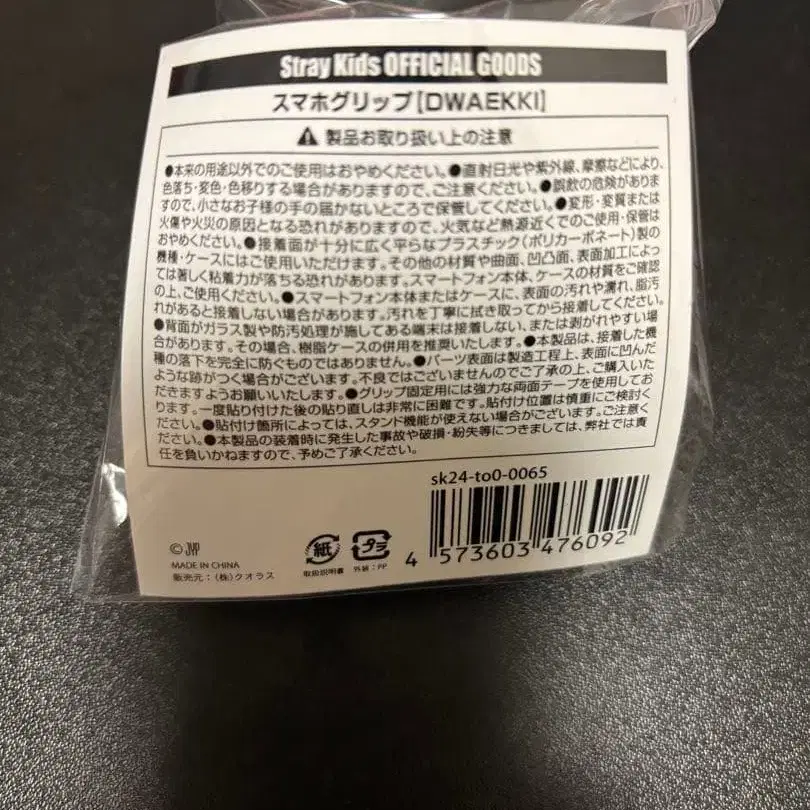 Stray Kids OFFICIAL GOODS
スマホグリップ[DWAEKKI]
⚠ 製品お取り扱い上の注意
●本来の用途以外でのご使用はおやめください。●直射日光や紫外線、摩擦などにより、
色落ち・変色・色移りする場合がありますので、ご注意ください。●誤飲の危険がありま
すので、小さなお子様の手の届かないところで保管してください。●変形・変質または
火傷や火災の原因となる恐れがありますので、火気など熱源近くでのご使用・保管は
おやめください。●接着面が十分に広く平らなプラスチック(ポリカーボネート)製の
機種・ケースにはご使用いただけます。その他の材質や曲面、凹凸面、表面加工によっ
ては著しく粘着力が落ちる恐れがあります。スマートフォン本体、ケースの材質をご確認
の上、ご使用ください。●スマートフォン本体またはケースに、表面の汚れや濡れ、脂汚
れがあると接着しない場合があります。汚れを丁寧に拭き取ってから接着してください。
●背面がガラス製や防汚処理が施してある端末は接着しない、または剥がれやすい場
合があります。その場合、樹脂ケースの併用を推奨いたします。●本製品は、接着した機
種の落下を完全に防ぐものではありません。●パーツ表面は製造工程上、表面に凹んだ
ような跡がつく場合がございます。不良ではございませんのでご了承の上、ご購入いた
だきますようお願いいたします。●グリップ固定用には強力な両面テープを使用してお
ります。一度貼り付けた後の貼り直しは非常に困難です。貼付け位置は慎重にご検討く
ださい。●貼付け箇所によっては、スタンド機能が使えない場合がございます。ご注意く
ださい。●本製品の装着時に発生した事故や破損・紛失等につきましては、弊社では責
任を負いかねますので、予めご了承ください。
sk24-to0-0065
© JYP
MADE IN CHINA
販売元：(株)クオラス
紙
取扱説明書
プラ
外装：PP
4 573603 476092